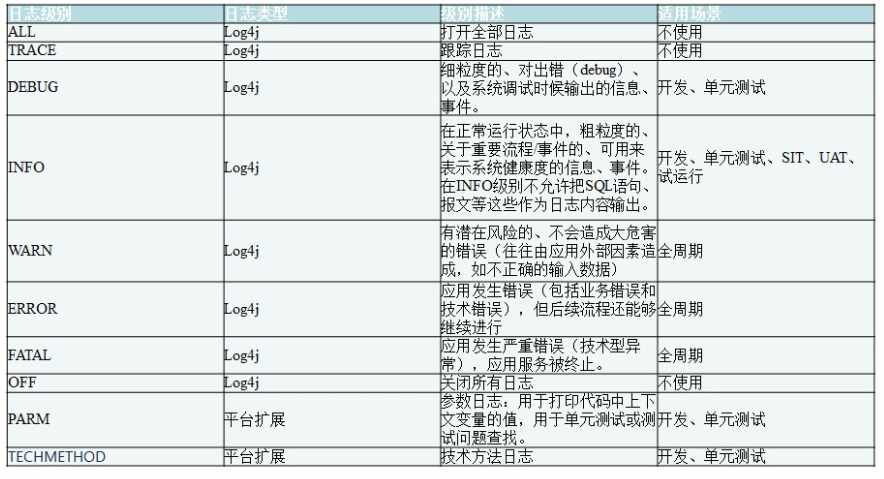 日志级别 日志类型 级别描述 适用场景
ALL Log4j 打开全部日志 不使用
TRACE Log4j 跟踪日志 不使用
DEBUG Log4j 细粒度的、对出错（debug）、
以及系统调试时候输出的信息、
事件。 开发、单元测试
INFO Log4j 在正常运行状态中，粗粒度的、
关于重要流程/事件的、可用来
表示系统健康度的信息、事件。
在INFO级别不允许把SQL语句、
报文等这些作为日志内容输出。 开发、单元测试、SIT、UAT、
试运行
WARN Log4j 有潜在风险的、不会造成大危害
的错误（往往由应用外部因素造
成，如不正确的输入数据） 全周期
ERROR Log4j 应用发生错误（包括业务错误和
技术错误），但后续流程还能够
继续进行 全周期
FATAL Log4j 应用发生严重错误（技术型异
常），应用服务被终止。 全周期
OFF Log4j 关闭所有日志 不使用
PARM 平台扩展 参数日志：用于打印代码中上下
文变量的值，用于单元测试或测
试问题查找。 开发、单元测试
TECHMETHOD 平台扩展 技术方法日志 开发、单元测试